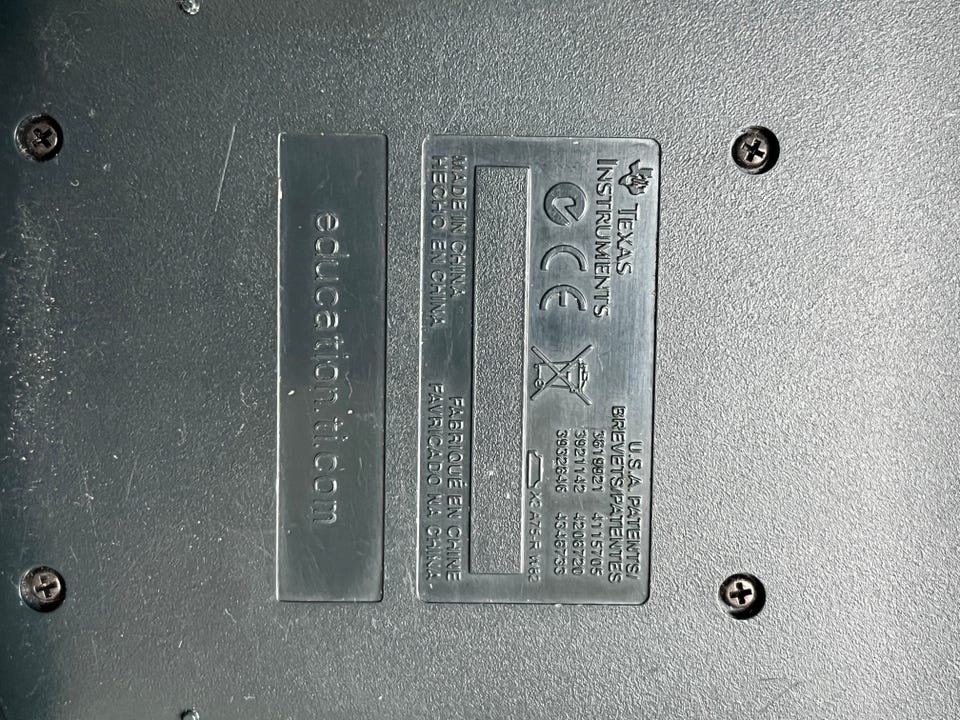 TEXAS
INSTRUMENTS
U.S.A. PATENTS/
BREVETS/PATENTES
3819921 4115705
3921142 4208720
3932846 4348733
MADE IN CHINA FABRIQUÉ EN CHINE
HECHO EN CHINA FAVRICADO NA CHINA
education.ti.com